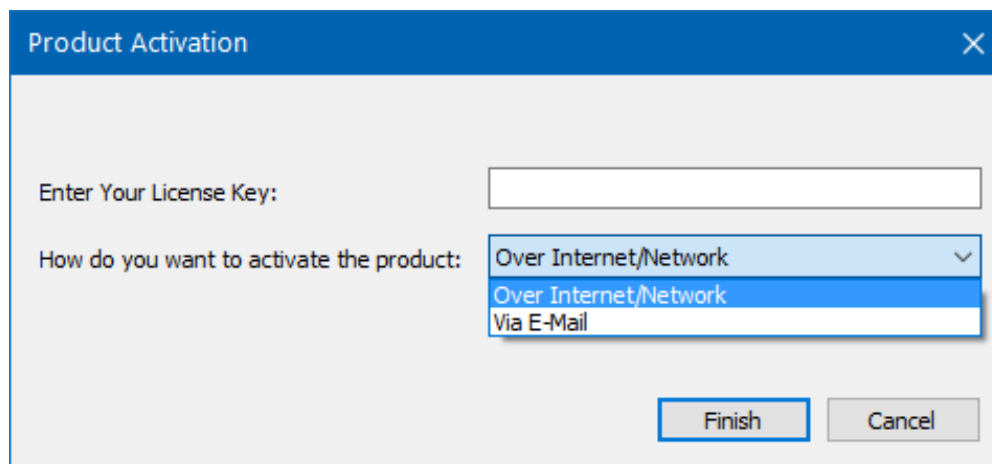 Product Activation
Enter Your License Key:
How do you want to activate the product: Over Internet/Network
Over Internet/Network
Via E-Mail
Finish Cancel